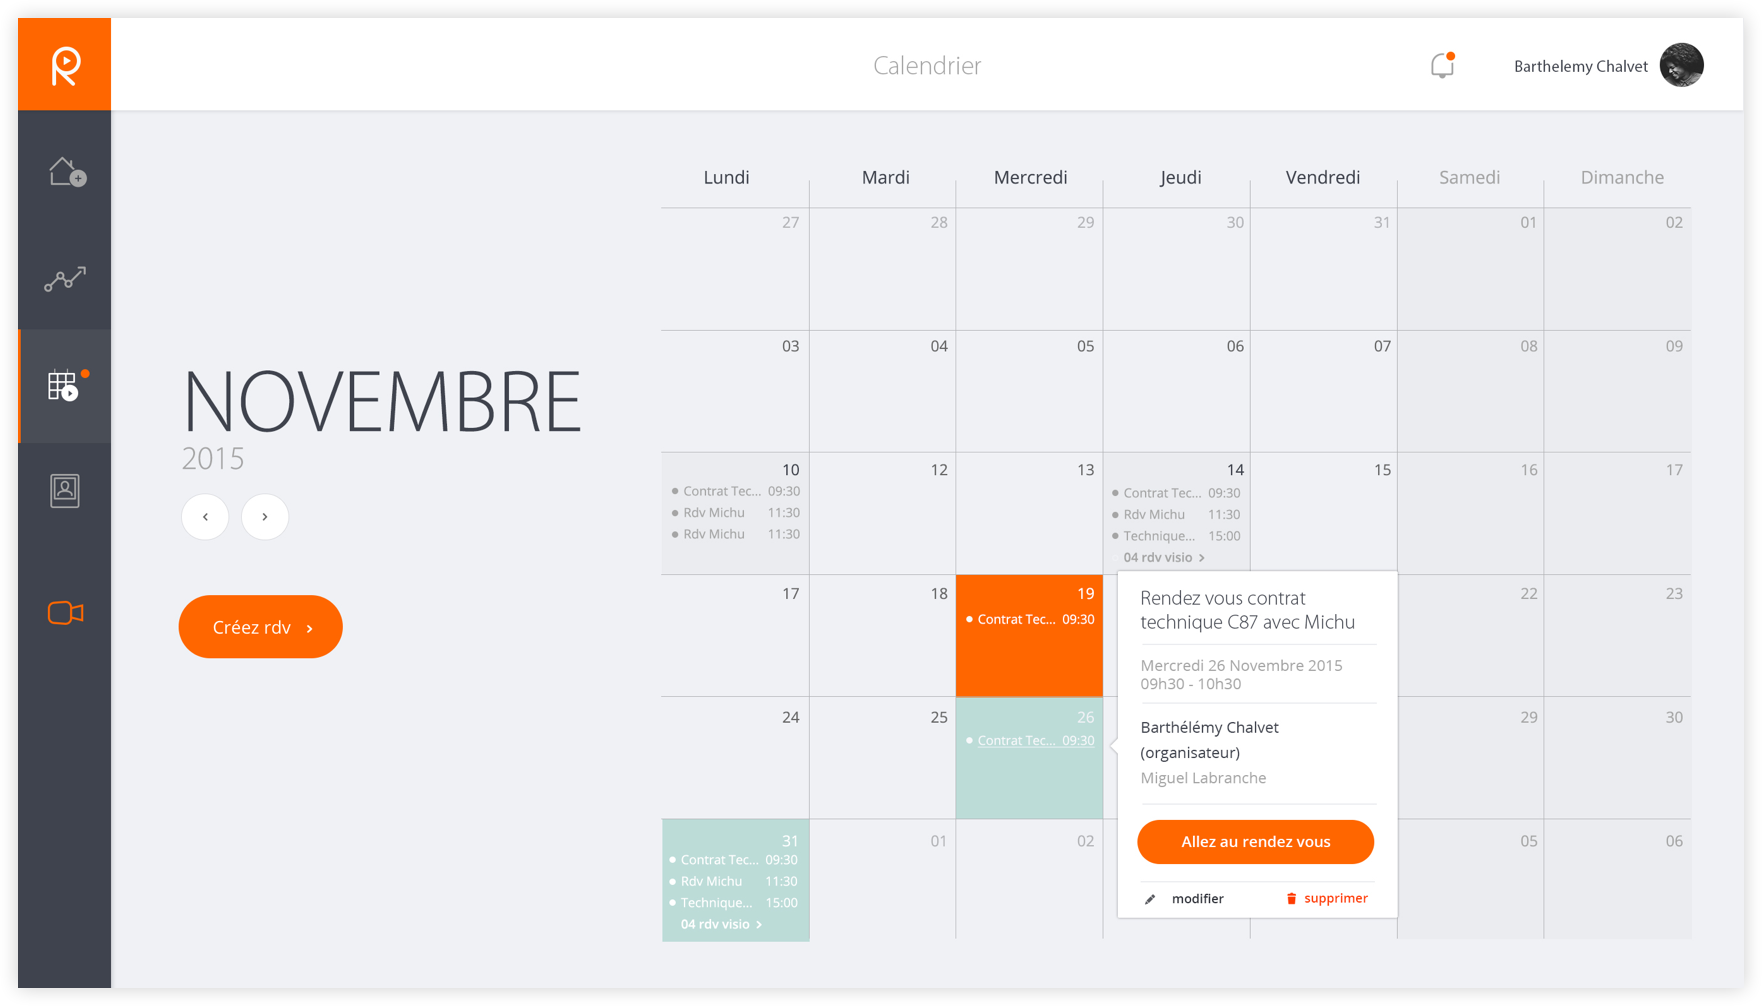 Calendrier
Barthelemy Chalvet
Lundi Mardi Mercredi Jeudi Vendredi Samedi Dimanche
27 28 29 30 31 01 02
NOVEMBRE
2015
‹ ›
Créez rdv ›
03 04 05 06 07 08 09
10 12 13 14 15 16 17
• Contrat Tec... 09:30
• Rdv Michu 11:30
• Rdv Michu 11:30
• Contrat Tec... 09:30
• Rdv Michu 11:30
• Technique... 15:00
04 rdv visio ›
17 18 19 22 23
• Contrat Tec... 09:30
24 25 26 29 30
• Contrat Tec... 09:30
31 01 02 05 06
• Contrat Tec... 09:30
• Rdv Michu 11:30
• Technique... 15:00
04 rdv visio ›
Rendez vous contrat
technique C87 avec Michu
Mercredi 26 Novembre 2015
09h30 - 10h30
Barthélémy Chalvet
(organisateur)
Miguel Labranche
Allez au rendez vous
modifier supprimer